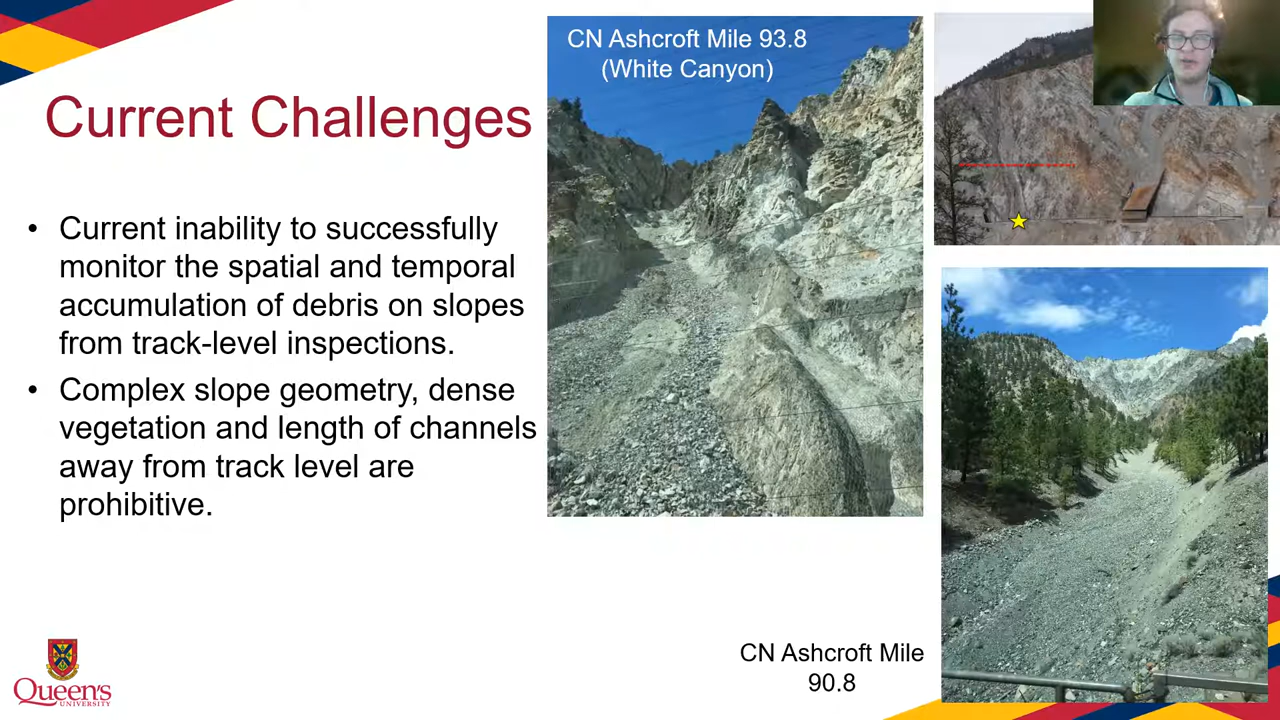 Current Challenges
• Current inability to successfully
monitor the spatial and temporal
accumulation of debris on slopes
from track-level inspections.
• Complex slope geometry, dense
vegetation and length of channels
away from track level are
prohibitive.
CN Ashcroft Mile 93.8
(White Canyon)
CN Ashcroft Mile
90.8
Queen's
UNIVERSITY